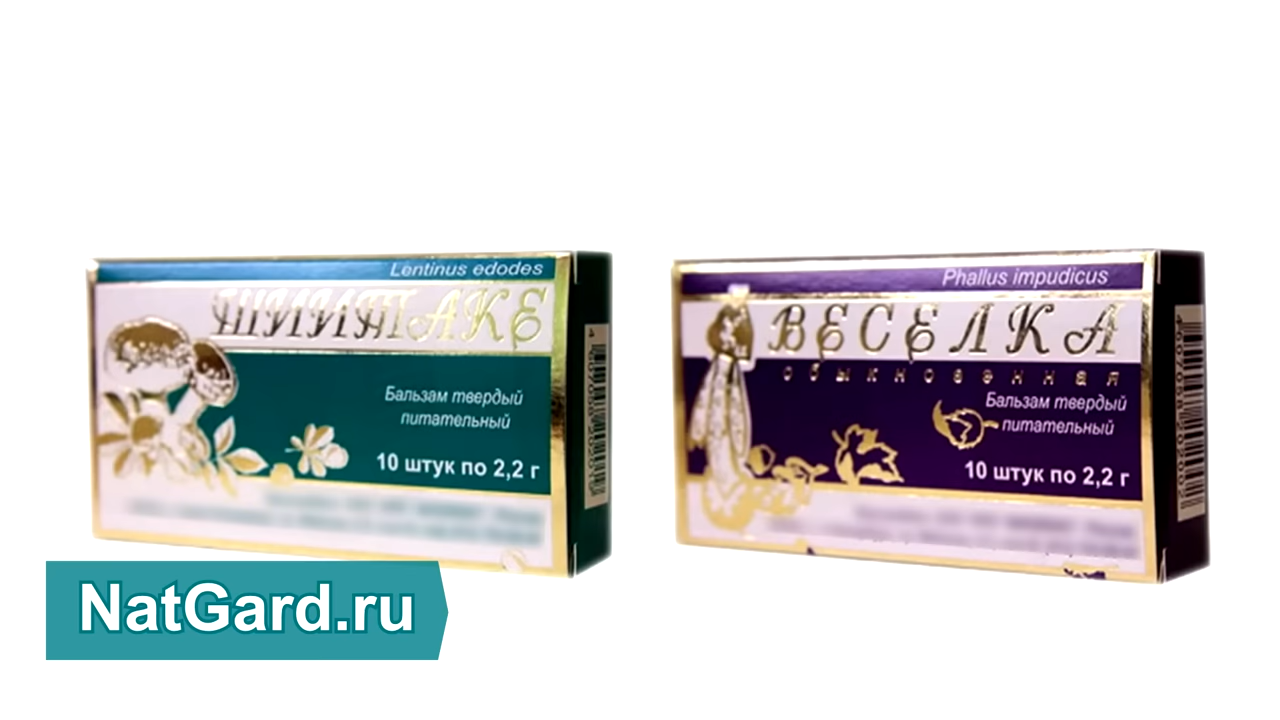 Lentinus edodes
ШИИТАКЕ
Бальзам твердый
питательный
10 штук по 2,2 г
Phallus impudicus
ВЕСЕЛКА
обыкновенная
Бальзам твердый
питательный
10 штук по 2,2 г
NatGard.ru